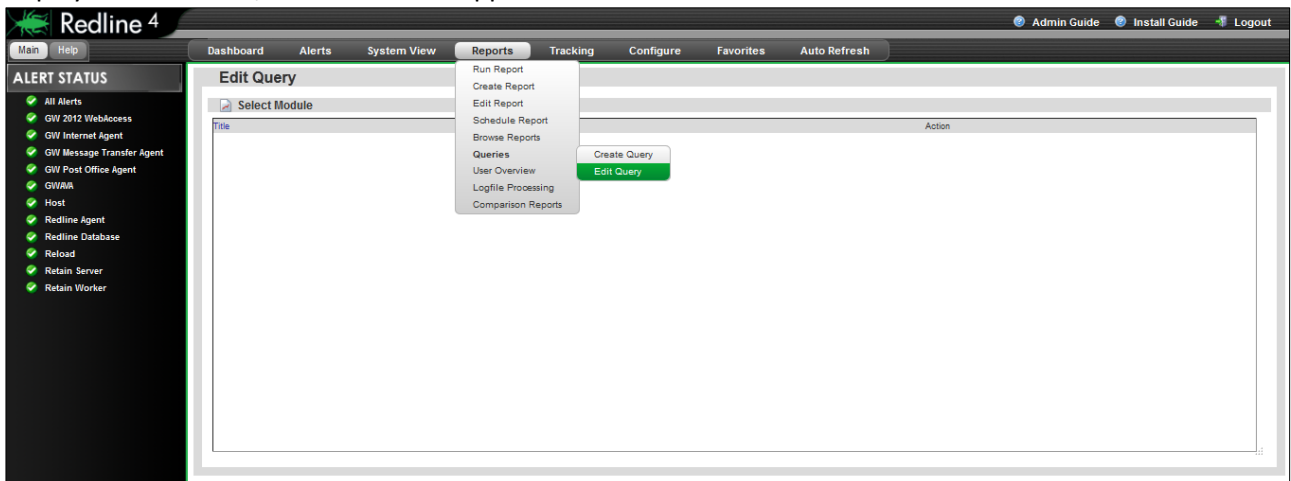 Redline 4
Admin Guide Install Guide Logout
Main Help
Dashboard Alerts System View Reports Tracking Configure Favorites Auto Refresh
ALERT STATUS
All Alerts
GW 2012 WebAccess
GW Internet Agent
GW Message Transfer Agent
GW Post Office Agent
GWAVA
Host
Redline Agent
Redline Database
Reload
Retain Server
Retain Worker
Edit Query
Select Module
Title Action
Run Report
Create Report
Edit Report
Schedule Report
Browse Reports
Queries
User Overview
Logfile Processing
Comparison Reports
Create Query
Edit Query